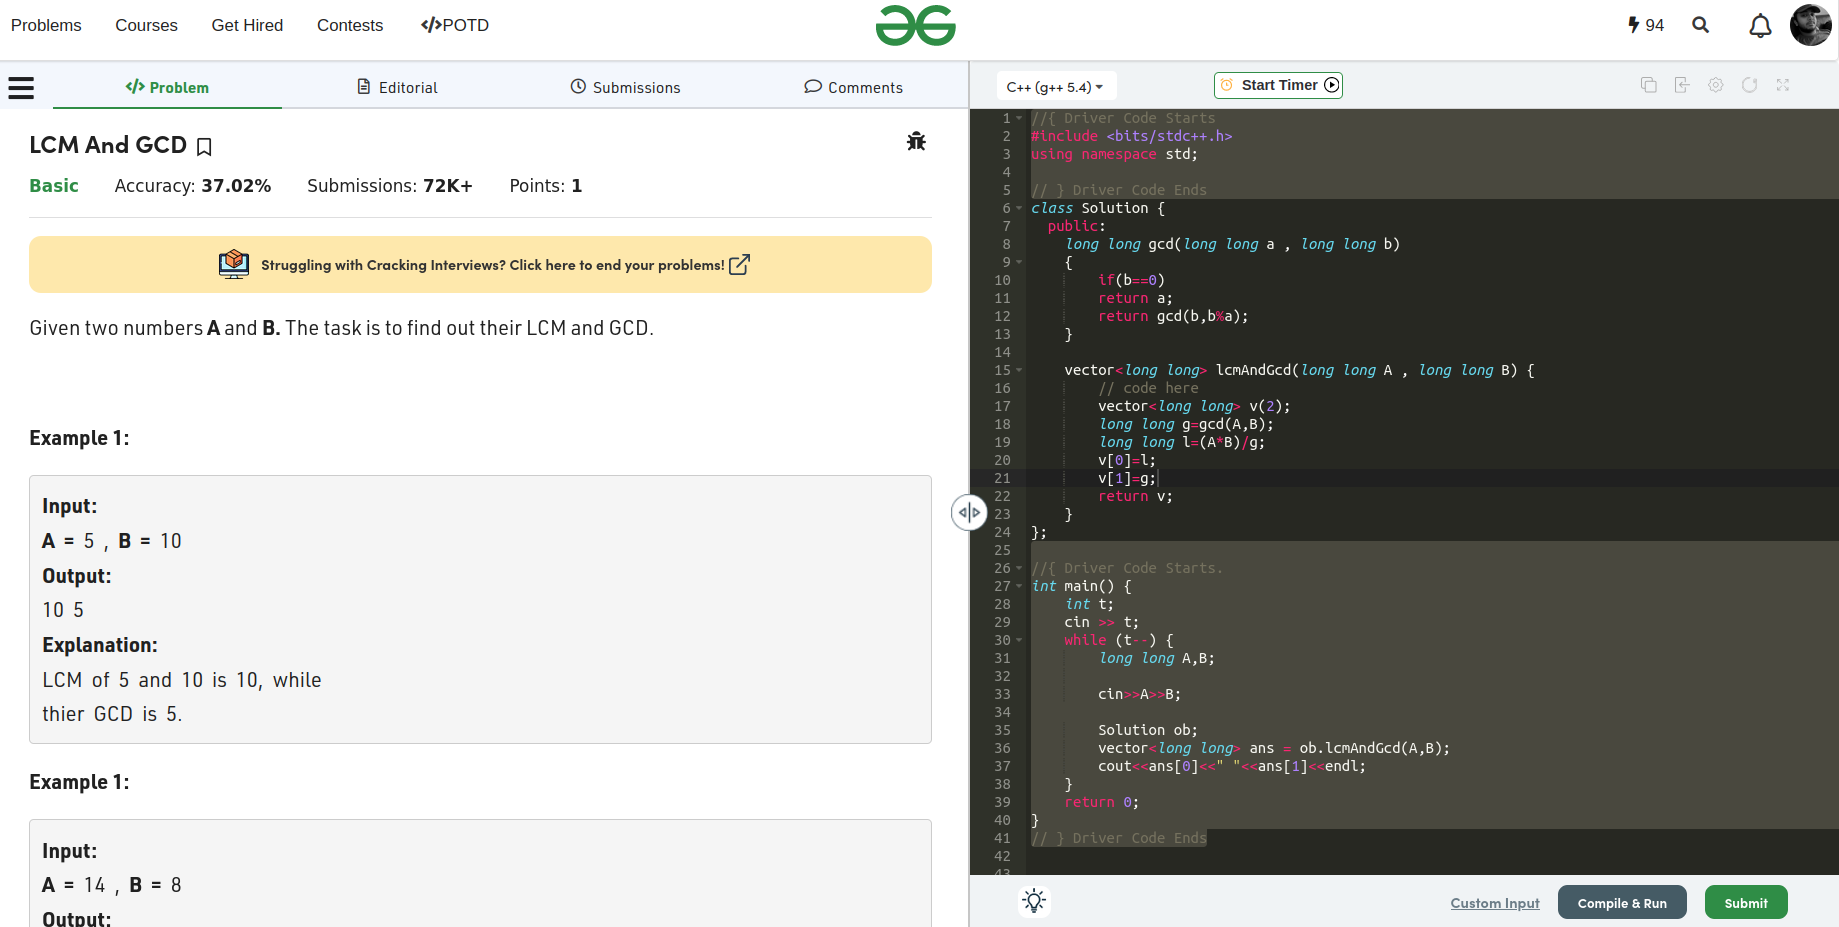 Problems Courses Get Hired Contests </>POTD 94
</> Problem Editorial Submissions Comments
LCM And GCD
Basic Accuracy: 37.02% Submissions: 72K+ Points: 1
Struggling with Cracking Interviews? Click here to end your problems!
Given two numbers A and B. The task is to find out their LCM and GCD.
Example 1:
Input:
A = 5 , B = 10
Output:
10 5
Explanation:
LCM of 5 and 10 is 10, while
thier GCD is 5.
Example 1:
Input:
A = 14 , B = 8
Output:
C++ (g++ 5.4) Start Timer
1 //{ Driver Code Starts
2 #include <bits/stdc++.h>
3 using namespace std;
4
5 // } Driver Code Ends
6 class Solution {
7 public:
8 long long gcd(long long a , long long b)
9 {
10 if(b==0)
11 return a;
12 return gcd(b,b%a);
13 }
14
15 vector<long long> lcmAndGcd(long long A , long long B) {
16 // code here
17 vector<long long> v(2);
18 long long g=gcd(A,B);
19 long long l=(A*B)/g;
20 v[0]=l;
21 v[1]=g;
22 return v;
23 }
24 };
25
26 //{ Driver Code Starts.
27 int main() {
28 int t;
29 cin >> t;
30 while (t--) {
31 long long A,B;
32
33 cin>>A>>B;
34
35 Solution ob;
36 vector<long long> ans = ob.lcmAndGcd(A,B);
37 cout<<ans[0]<<" "<<ans[1]<<endl;
38 }
39 return 0;
40 }
41 // } Driver Code Ends
42
43
Custom Input Compile & Run Submit